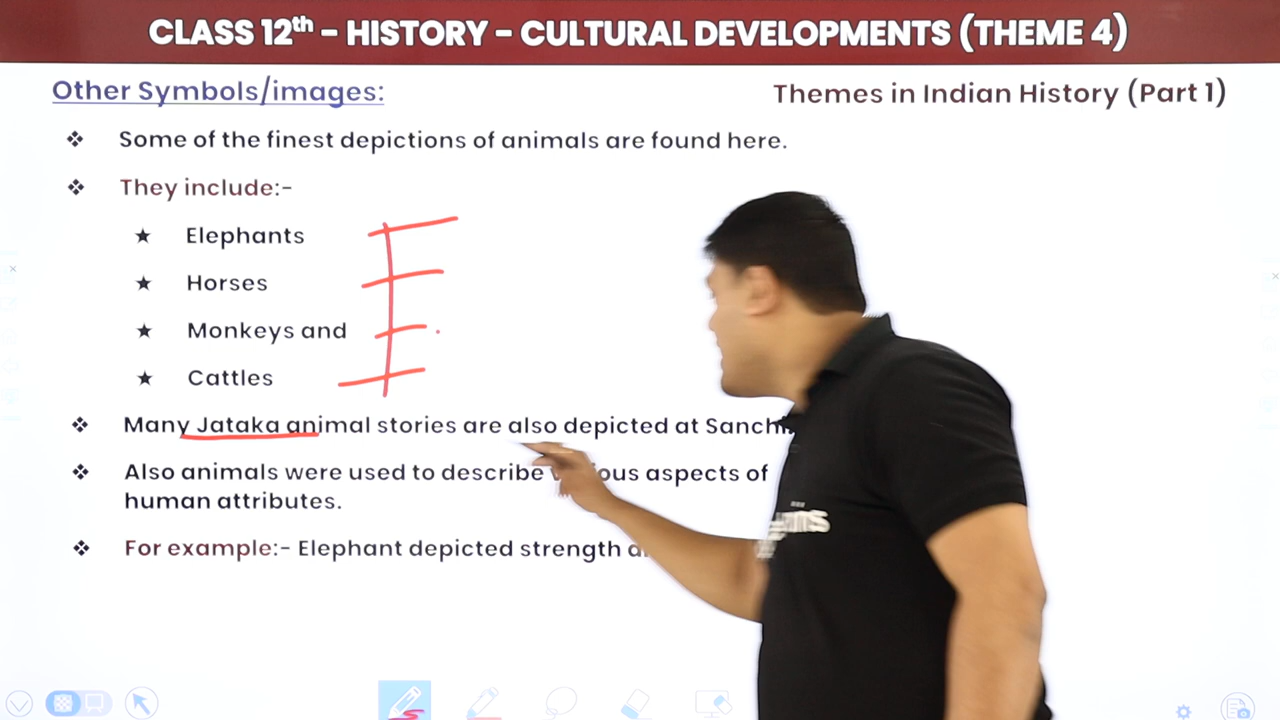 CLASS 12th – HISTORY – CULTURAL DEVELOPMENTS (THEME 4)
Other Symbols/images:
Themes in Indian History (Part 1)
❖ Some of the finest depictions of animals are found here.
❖ They include:-
★ Elephants
★ Horses
★ Monkeys and
★ Cattles
❖ Many Jataka animal stories are also depicted at Sanchi
❖ Also animals were used to describe aspects of
human attributes.
❖ For example:- Elephant depicted strength